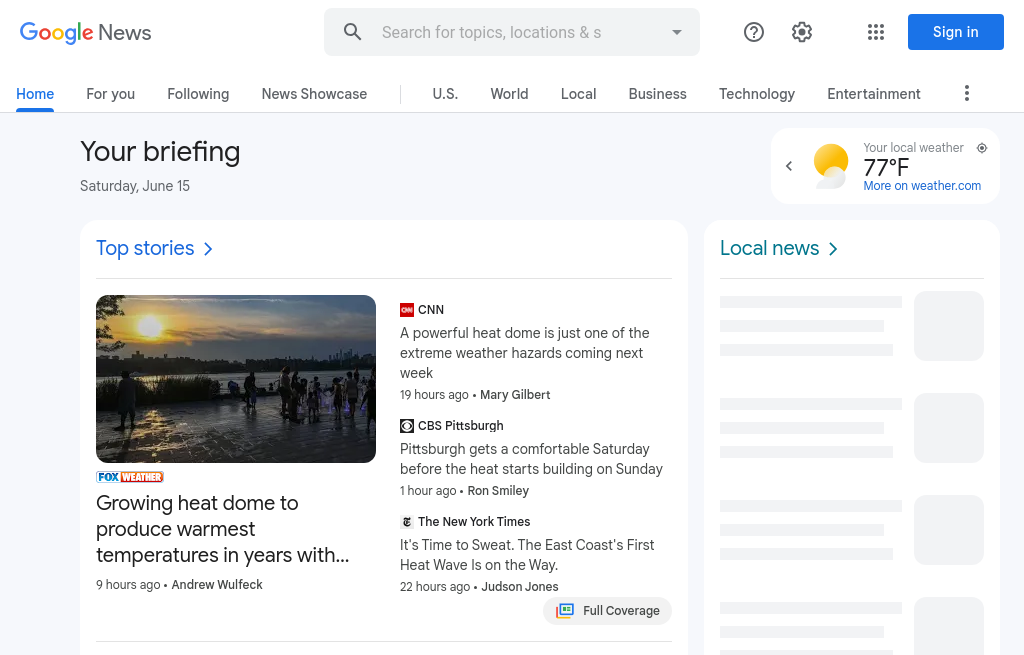 Google News
Search for topics, locations & s
Sign in
Home
For you
Following
News Showcase
U.S.
World
Local
Business
Technology
Entertainment
Your briefing
Saturday, June 15
Your local weather
77°F
More on weather.com
Top stories
FOX WEATHER
Growing heat dome to
produce warmest
temperatures in years with...
9 hours ago • Andrew Wulfeck
CNN
CNN
A powerful heat dome is just one of the
extreme weather hazards coming next
week
19 hours ago • Mary Gilbert
CBS Pittsburgh
Pittsburgh gets a comfortable Saturday
before the heat starts building on Sunday
1 hour ago • Ron Smiley
The New York Times
It's Time to Sweat. The East Coast's First
Heat Wave Is on the Way.
22 hours ago • Judson Jones
Full Coverage
Local news